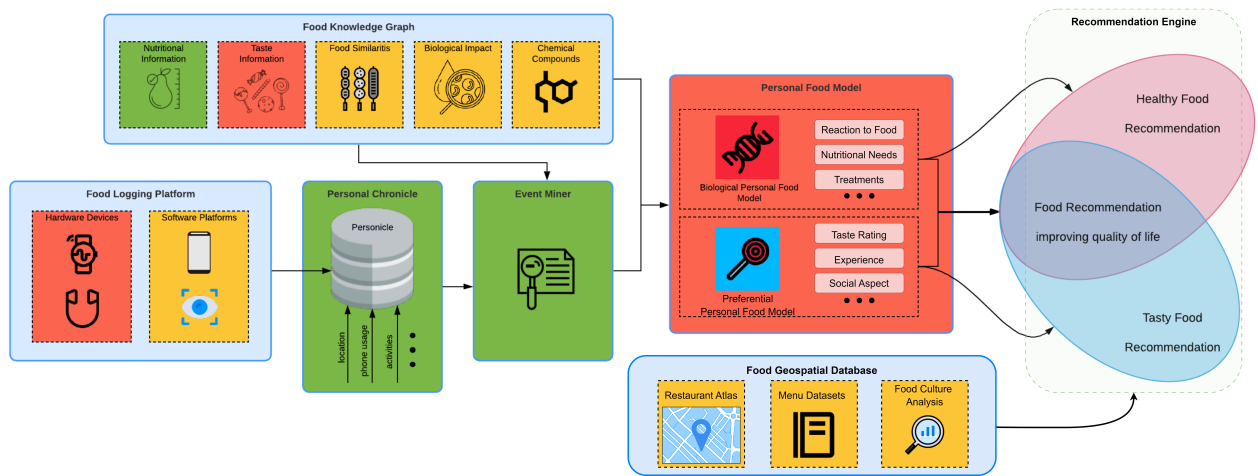 Food Knowledge Graph
Nutritional
Information
Taste
Information
Food Similaritis
Biological Impact
Chemical
Compounds
Food Logging Platform
Hardware Devices
Software Platforms
Personal Chronicle
Personicle
location
phone usage
activities
Event Miner
Personal Food Model
Biological Personal Food
Model
Reaction to Food
Nutritional Needs
Treatments
Preferential
Personal Food Model
Taste Rating
Experience
Social Aspect
Recommendation Engine
Healthy Food
Recommendation
Food Recommendation
improving quality of life
Tasty Food
Recommendation
Food Geospatial Database
Restaurant Atlas
Menu Datasets
Food Culture
Analysis